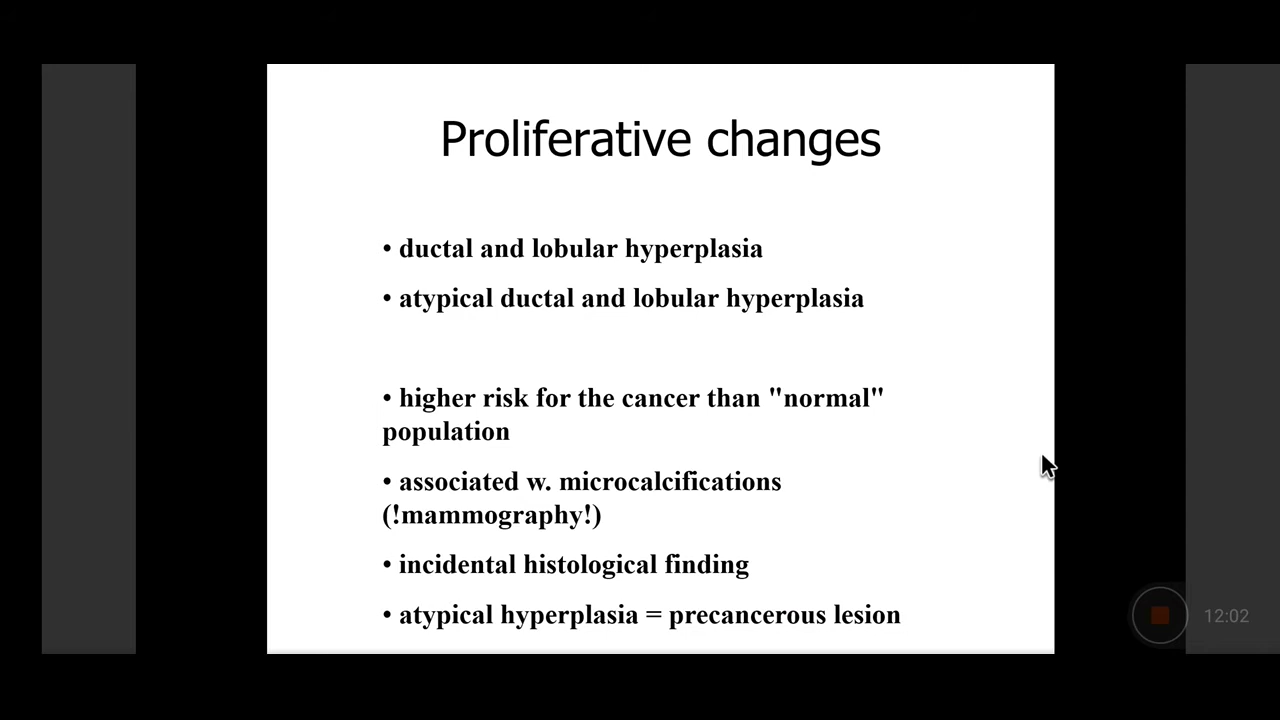 Proliferative changes
• ductal and lobular hyperplasia
• atypical ductal and lobular hyperplasia
• higher risk for the cancer than "normal"
population
• associated w. microcalcifications
(!mammography!)
• incidental histological finding
• atypical hyperplasia = precancerous lesion
12:02